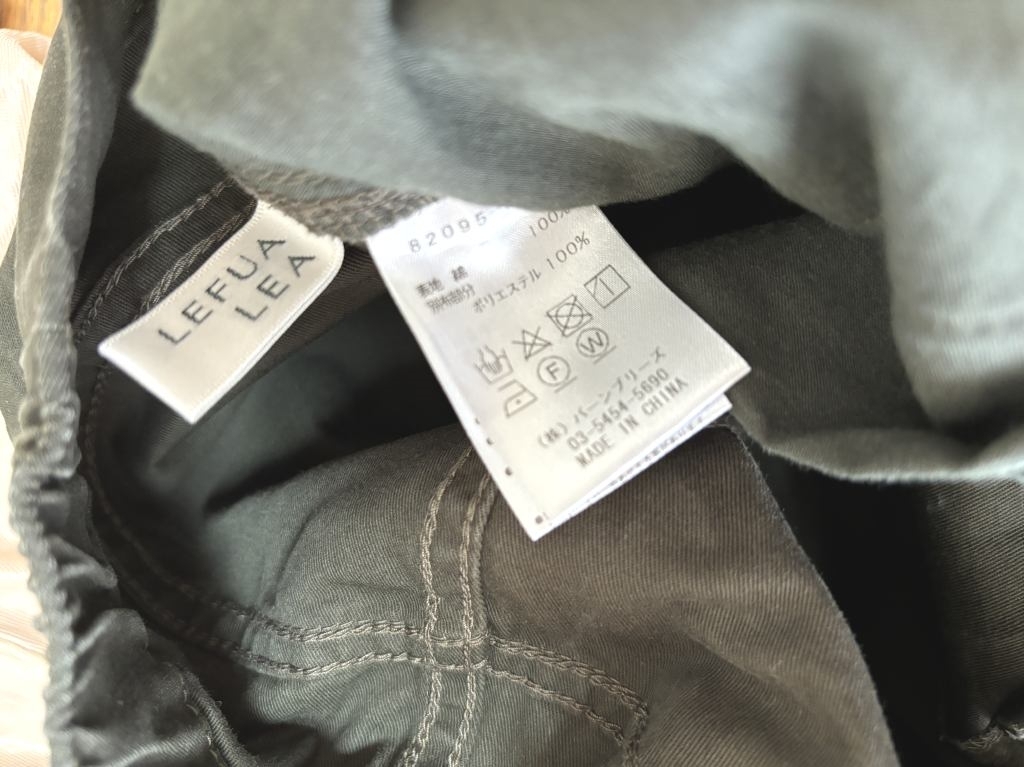 LEFUA
LEA
82095
表地 綿 100%
別布部分 ポリエステル 100%
F
W
(株)バーンブリーズ
03-5454-5690
MADE IN CHINA